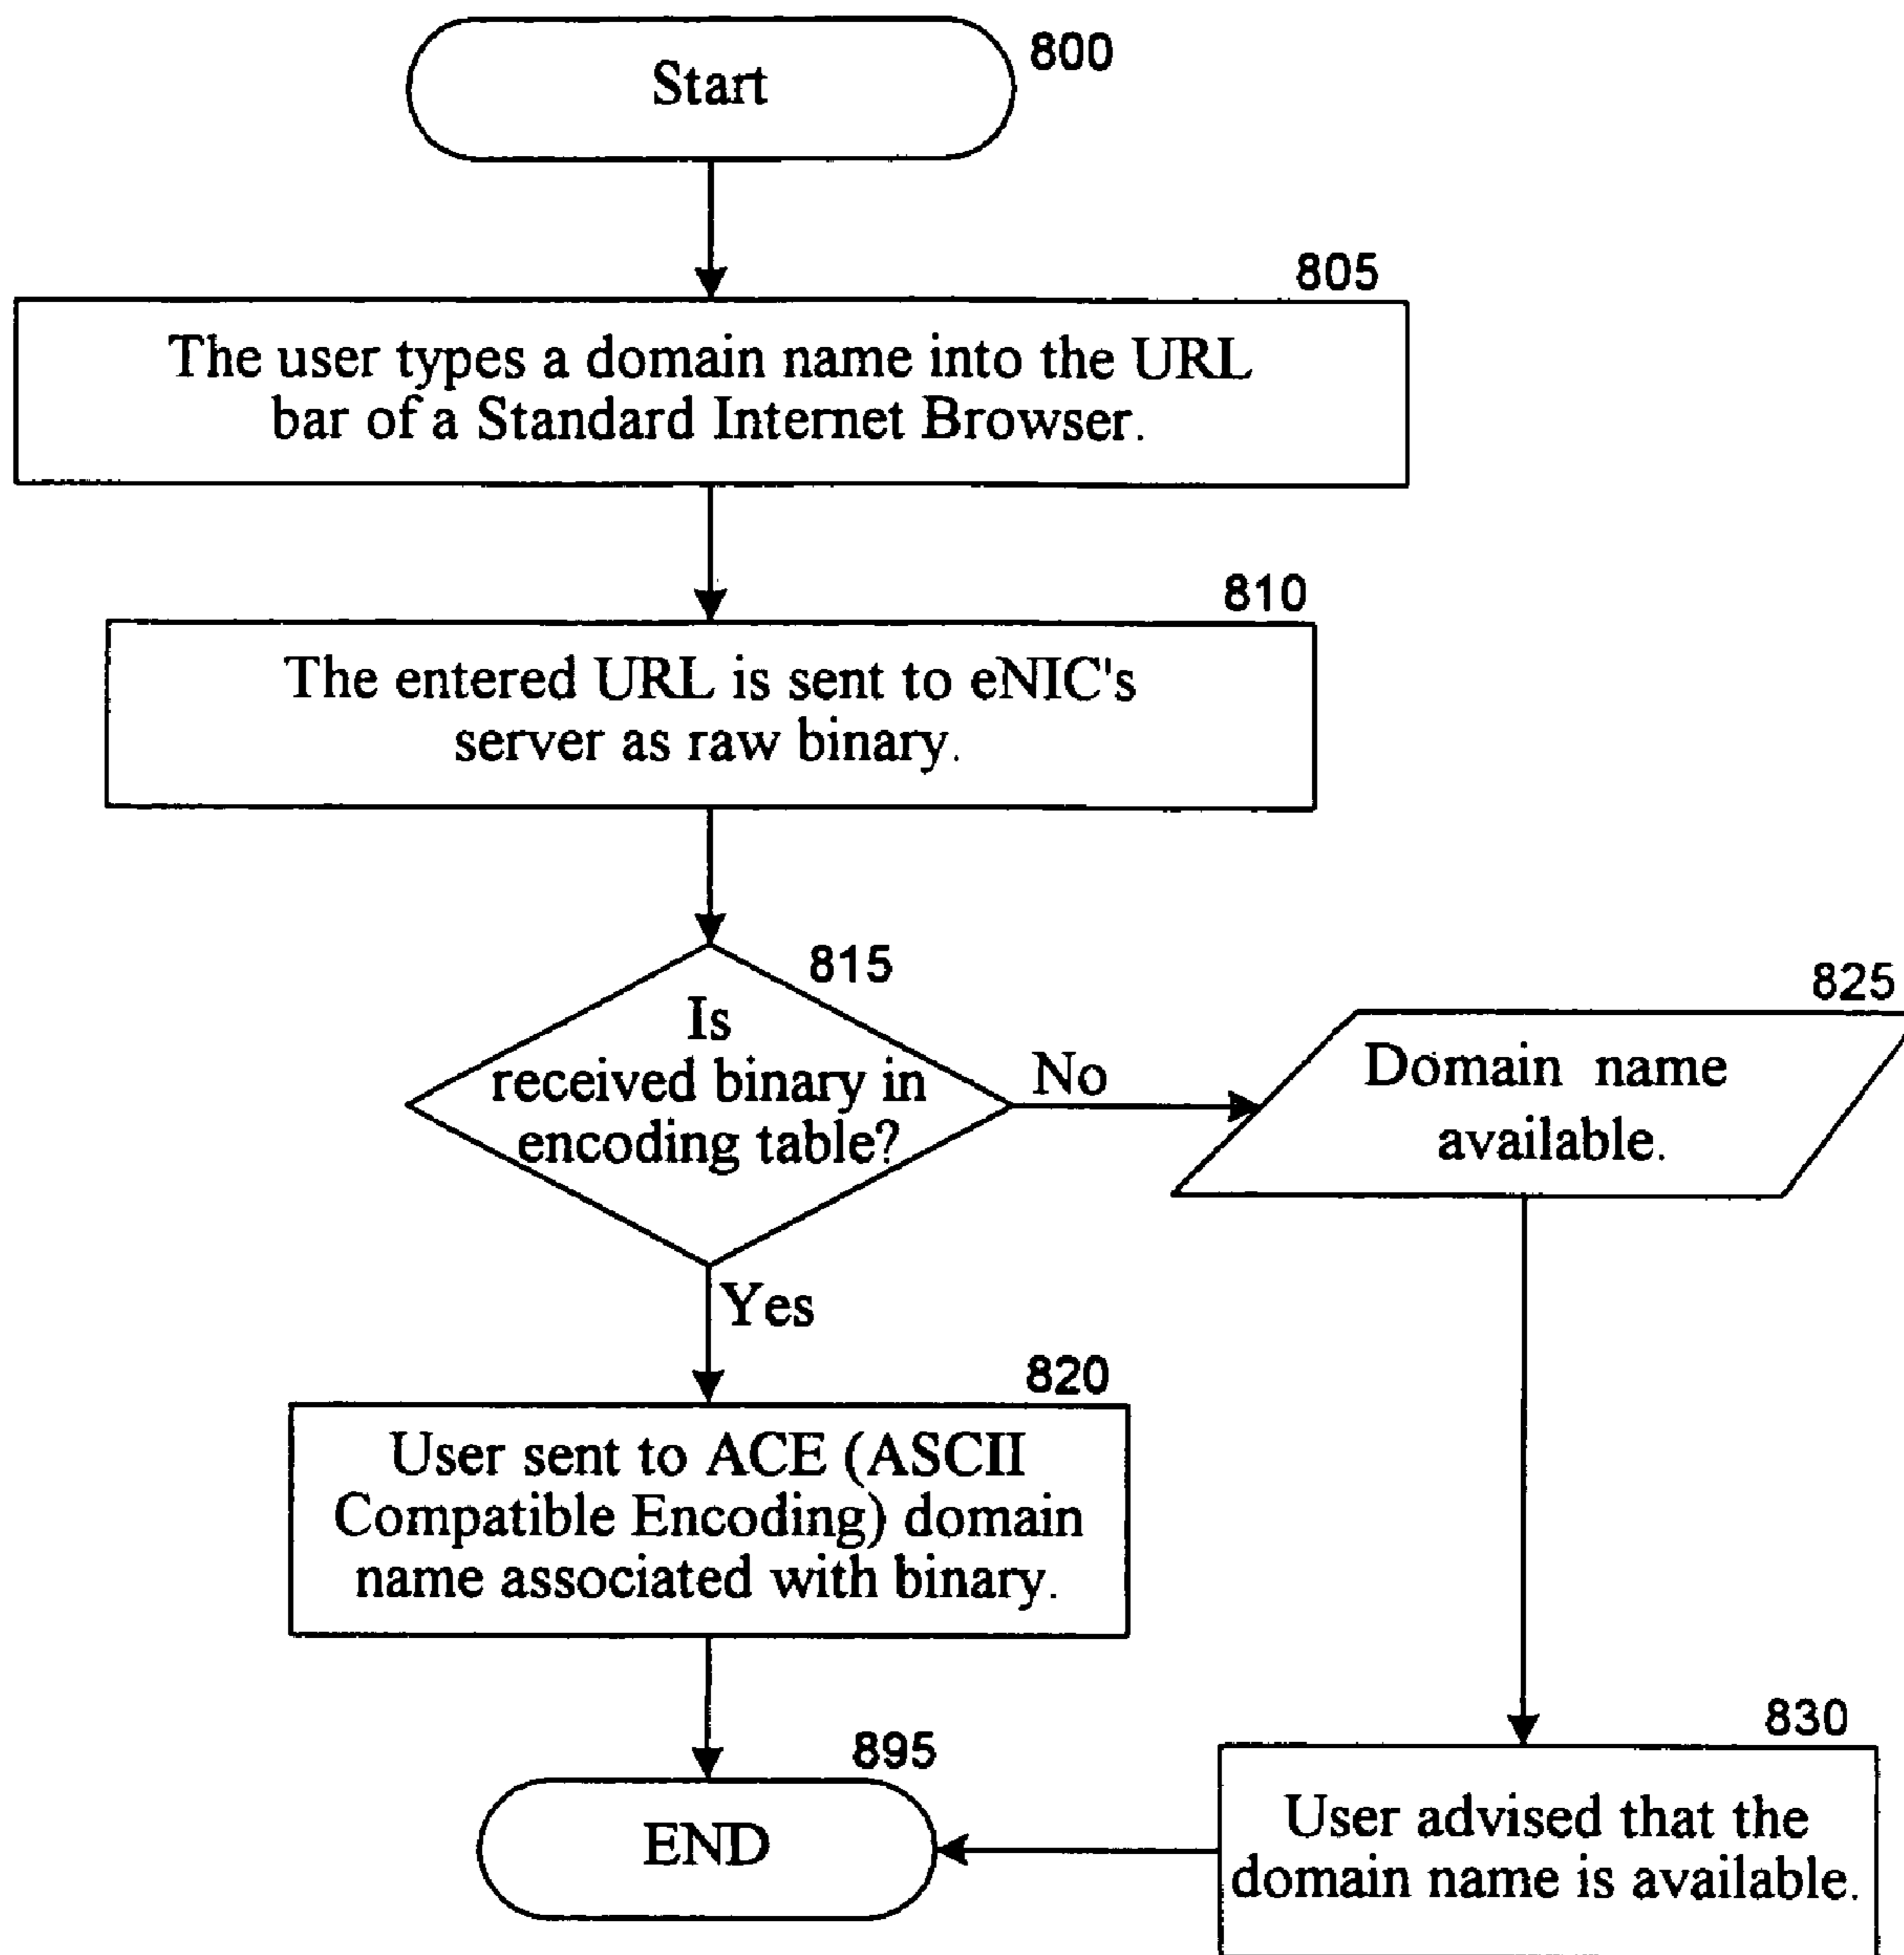 Start
800
805
The user types a domain name into the URL
bar of a Standard Internet Browser.
810
The entered URL is sent to eNIC's
server as raw binary.
815
Is
received binary in
encoding table?
No
825
Domain name
available.
Yes
820
User sent to ACE (ASCII
Compatible Encoding) domain
name associated with binary.
830
User advised that the
domain name is available.
895
END